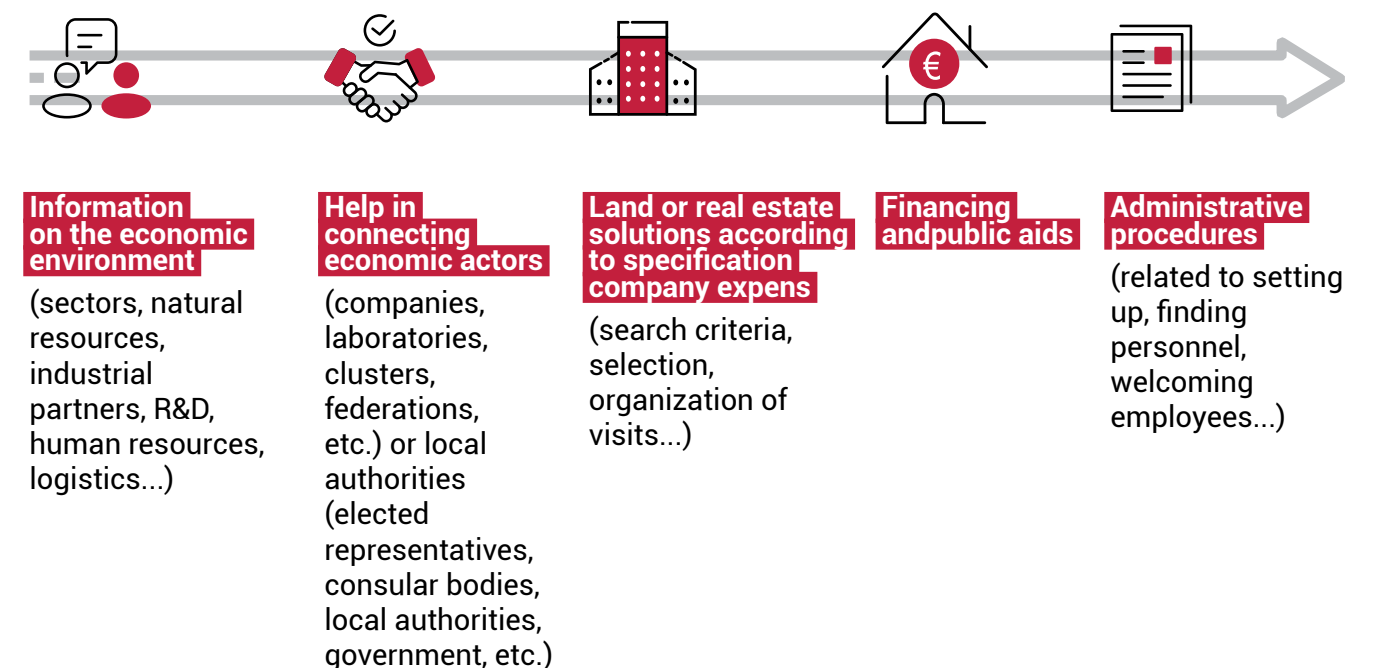 €
Information
on the economic
environment
(sectors, natural
resources,
industrial
partners, R&D,
human resources,
logistics...)
Help in
connecting
economic actors
(companies,
laboratories,
clusters,
federations,
etc.) or local
authorities
(elected
representatives,
consular bodies,
local authorities,
government, etc.)
Land or real estate
solutions according
to specification
company expens
(search criteria,
selection,
organization of
visits...)
Financing
andpublic aids
Administrative
procedures
(related to setting
up, finding
personnel,
welcoming
employees...)